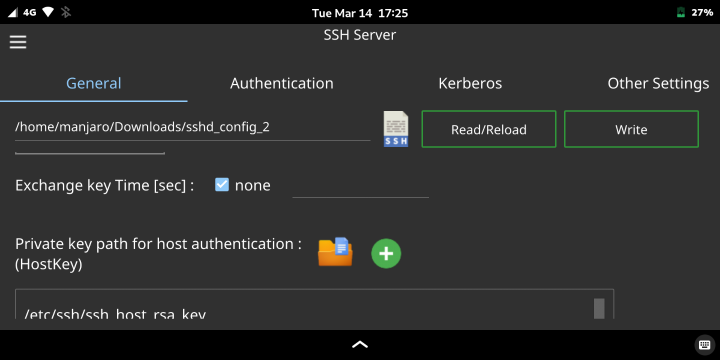 4G
Tue Mar 14 17:25
27%
SSH Server
General
Authentication
Kerberos
Other Settings
/home/manjaro/Downloads/sshd_config_2
SSH
Read/Reload
Write
Exchange key Time [sec] :
none
Private key path for host authentication :
(HostKey)
/etc/ssh/ssh_host_rsa_key